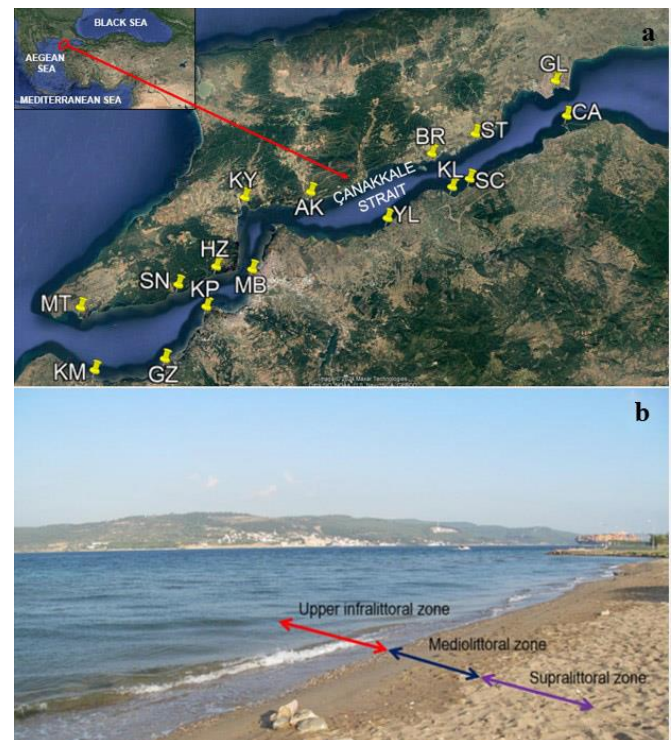 BLACK SEA
a
AEGEAN
SEA
MEDITERRANEAN SEA
GL
CA
ST
BR
KL
SC
ÇANAKKALE
STRAIT
KY
AK
YL
HZ
SN
KP
MB
MT
KM
GZ
b
Upper infralittoral zone
Mediolittoral zone
Supralittoral zone